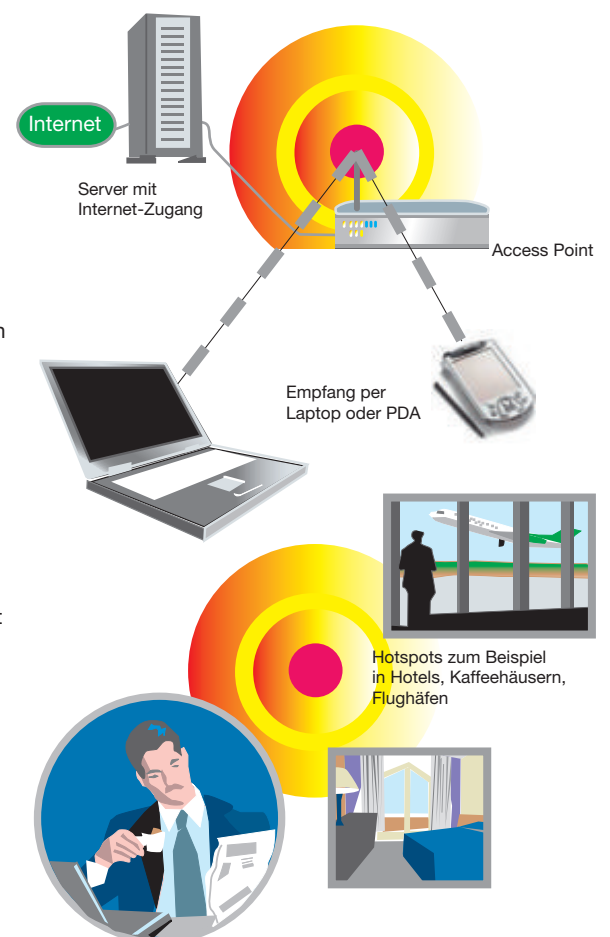 Internet
Server mit
Internet-Zugang
Access Point
n
Empfang per
Laptop oder PDA
t
Hotspots zum Beispiel
in Hotels, Kaffeehäusern,
Flughäfen